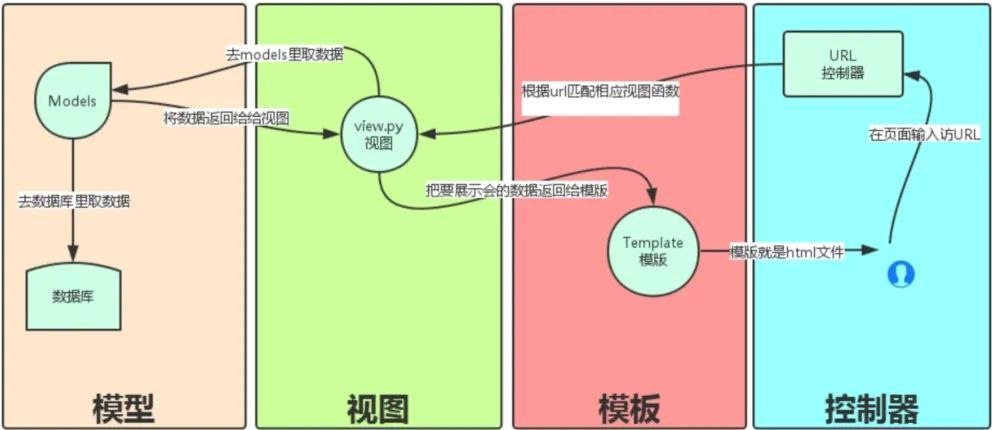 去models里取数据
Models
将数据返回给给视图
view.py
视图
去数据库里取数据
数据库
URL
控制器
根据url匹配相应视图函数
在页面输入访URL
把要展示会的数据返回给模版
Template
模版
模版就是html文件
模型
视图
模板
控制器